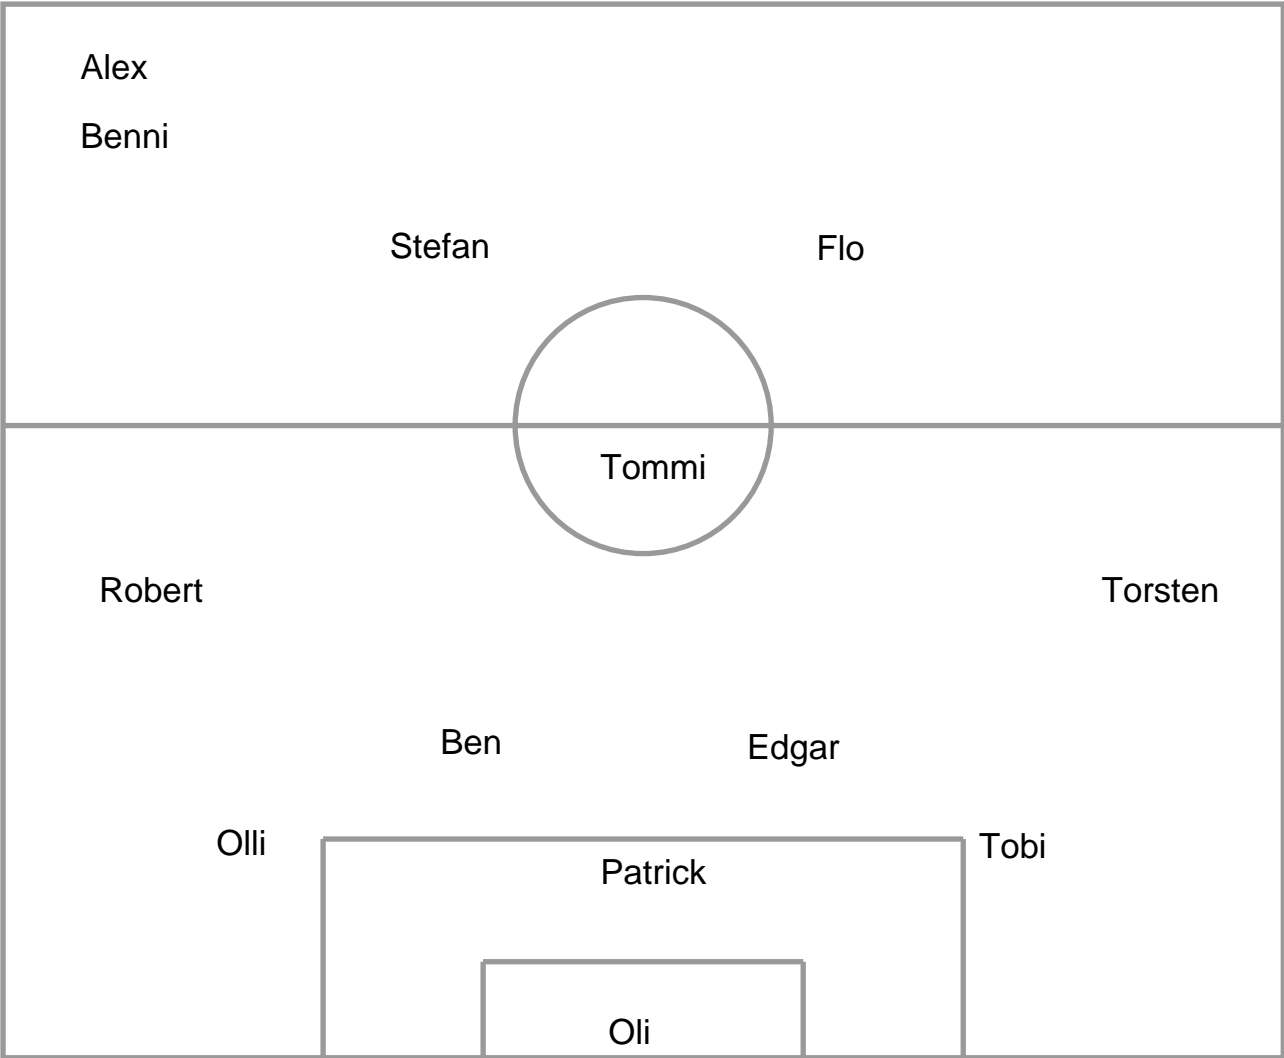 Alex
Benni
Stefan Flo
Tommi
Robert Torsten
Ben Edgar
Olli Tobi
Patrick
Oli